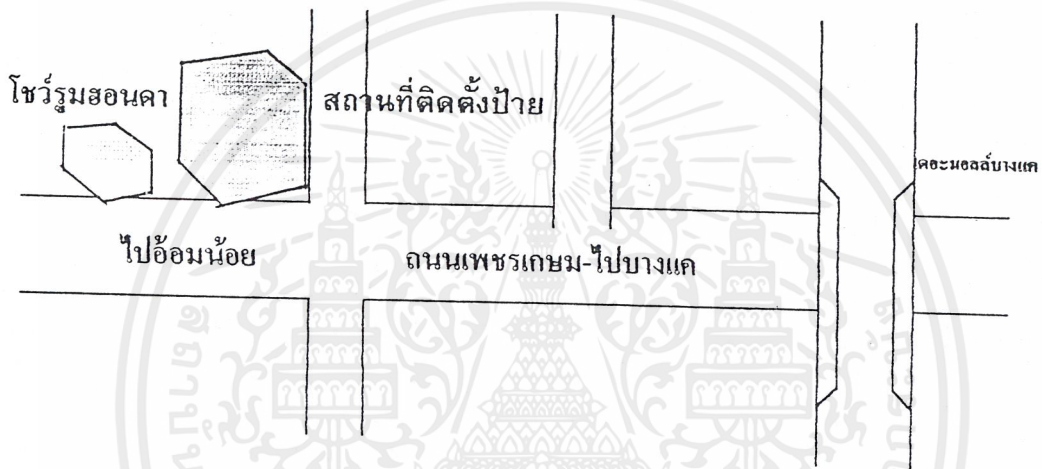 โชว์รูมฮอนดา
สถานที่ติดตั้งป้าย
เดอะมอลล์บางแค
ไปอ้อมน้อย
ถนนเพชรเกษม-ไปบางแค